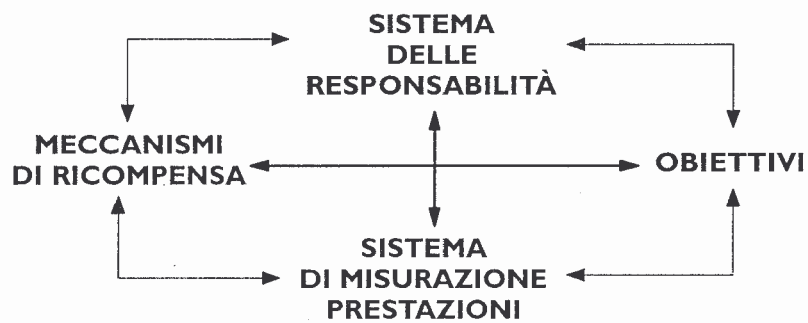 SISTEMA
DELLE
RESPONSABILITÀ
MECCANISMI
DI RICOMPENSA
OBIETTIVI
SISTEMA
DI MISURAZIONE
PRESTAZIONI